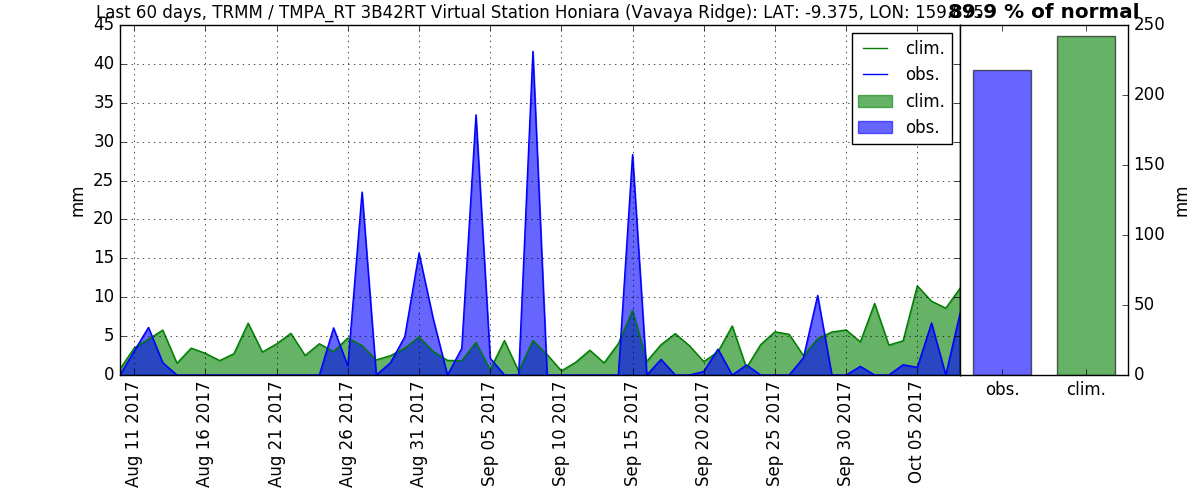 Last 60 days, TRMM / TMPA_RT 3B42RT Virtual Station Honiara (Vavaya Ridge): LAT: -9.375, LON: 159
89.9 % of normal
45
40
35
30
25
20
15
10
5
0
mm
clim.
obs.
clim.
obs.
250
200
150
100
50
0
mm
obs.
clim.
Aug 11 2017
Aug 16 2017
Aug 21 2017
Aug 26 2017
Aug 31 2017
Sep 05 2017
Sep 10 2017
Sep 15 2017
Sep 20 2017
Sep 25 2017
Sep 30 2017
Oct 05 2017